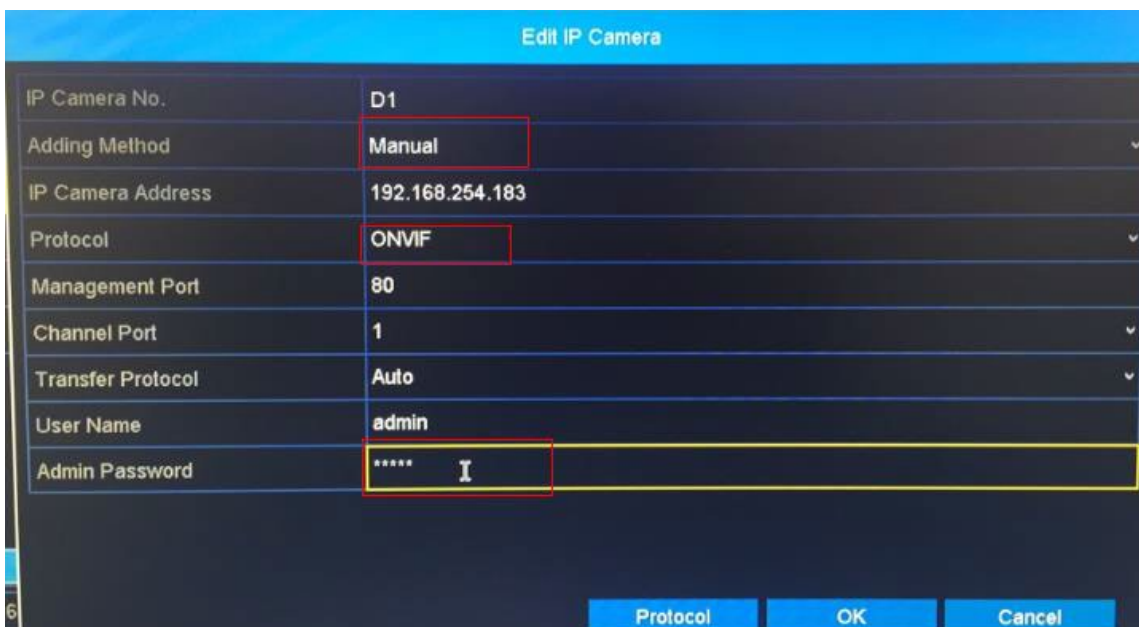 Edit IP Camera
IP Camera No. D1
Adding Method Manual
IP Camera Address 192.168.254.183
Protocol ONVIF
Management Port 80
Channel Port 1
Transfer Protocol Auto
User Name admin
Admin Password *****
6
Protocol OK Cancel